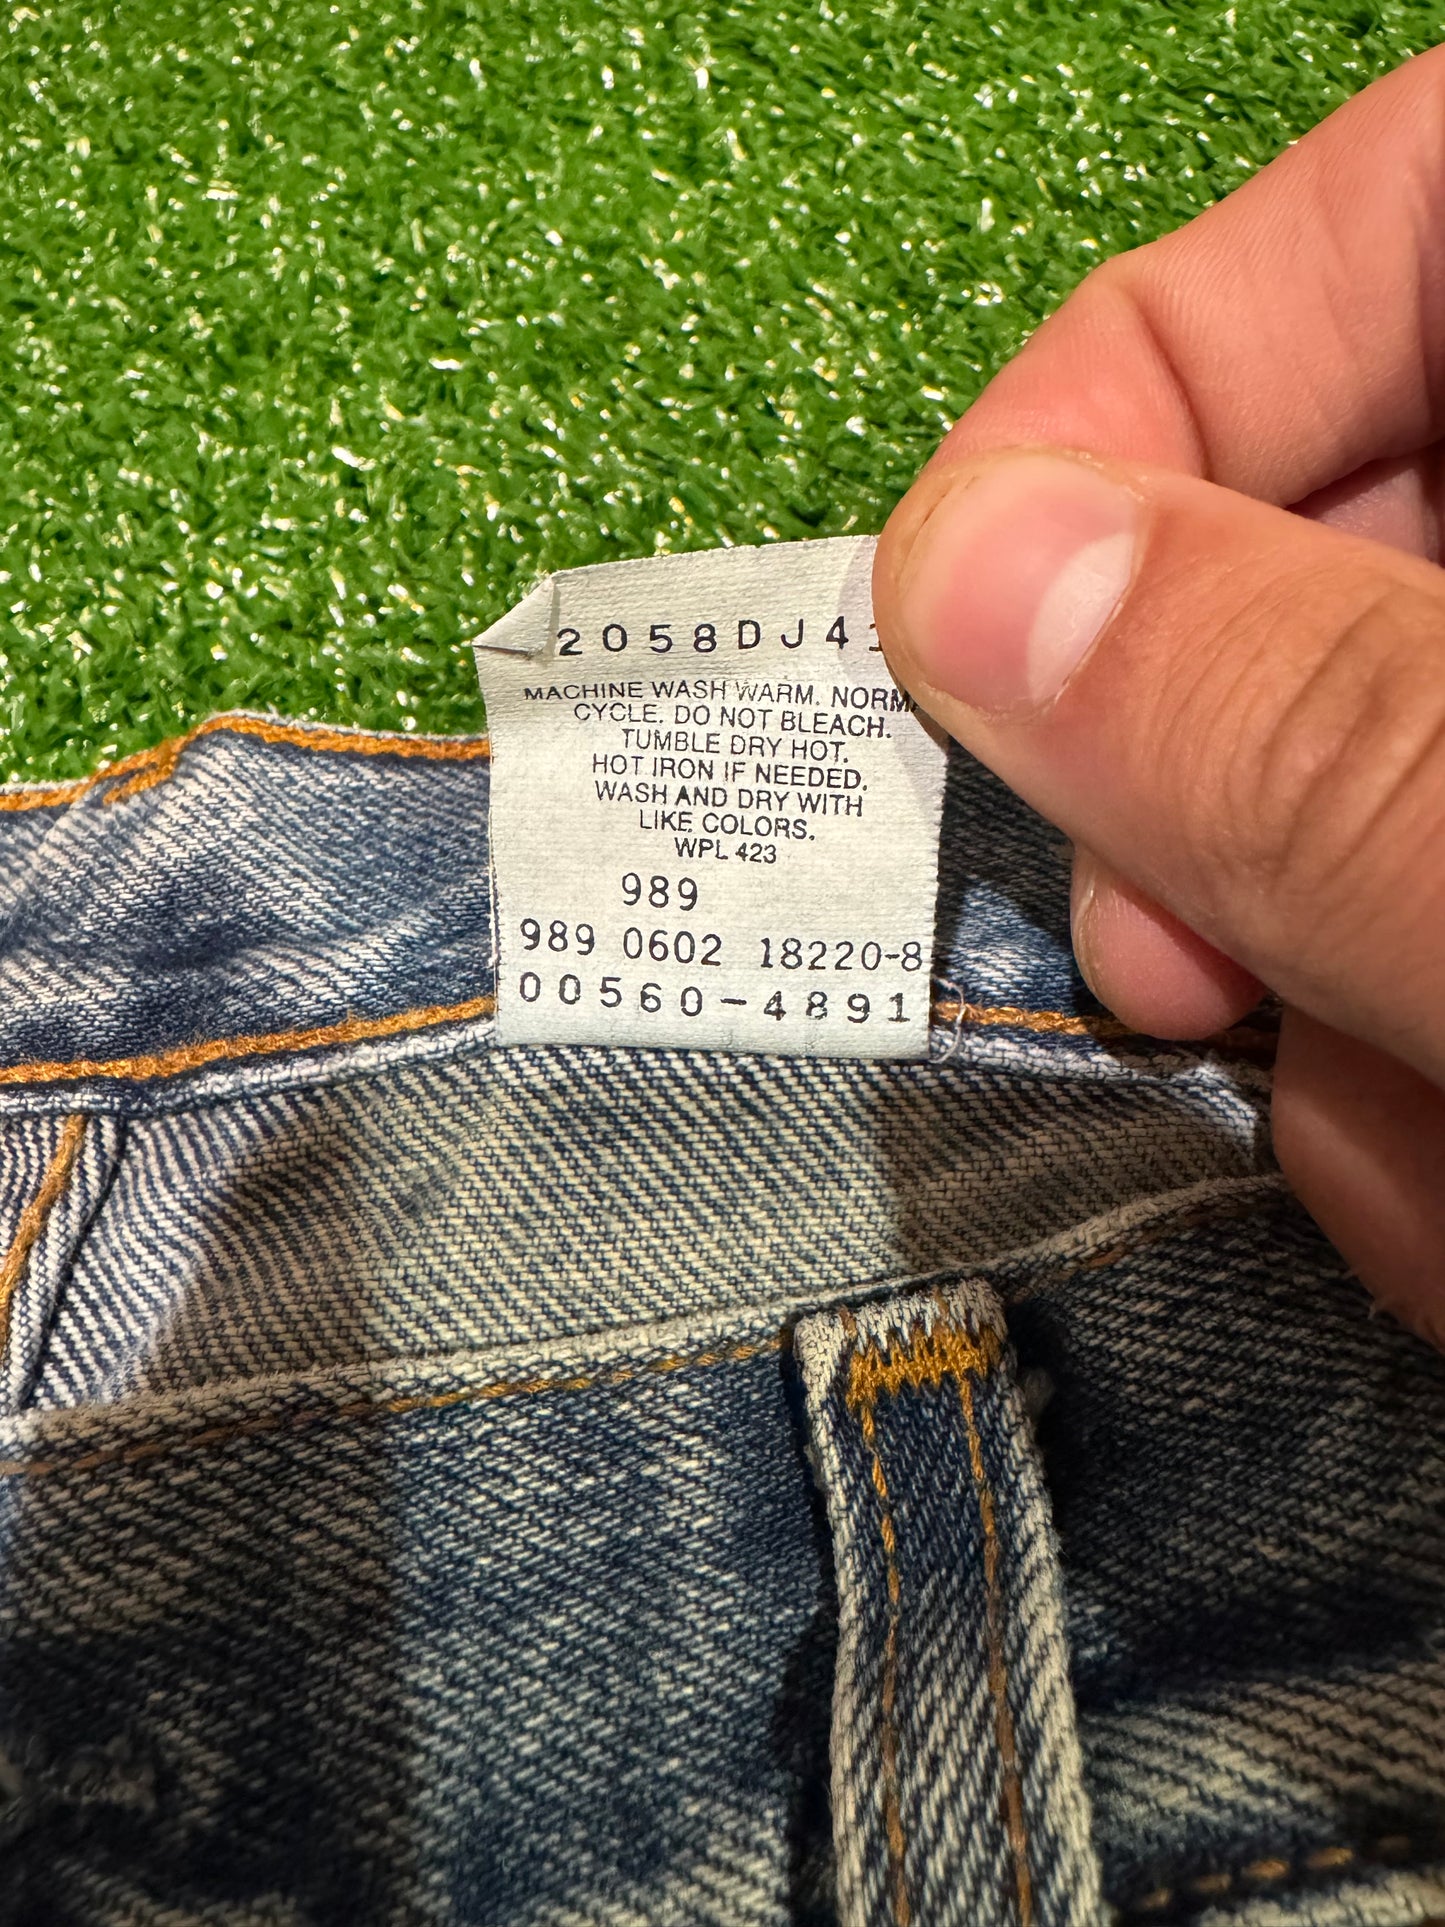 2058DJ4
MACHINE WASH WARM. NORM
CYCLE. DO NOT BLEACH.
TUMBLE DRY HOT.
HOT IRON IF NEEDED.
WASH AND DRY WITH
LIKE COLORS.
WPL 423
989
989 0602 18220-8
00560-4891